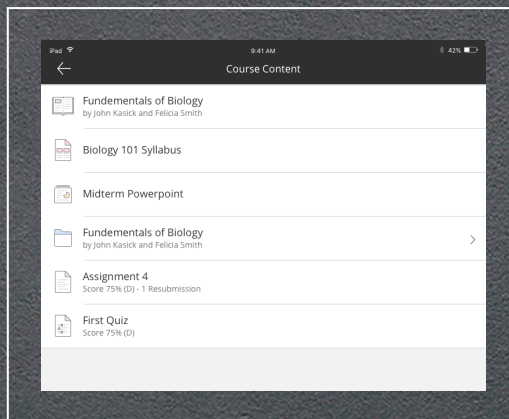 iPad 9:41 AM 42%
Course Content
Fundementals of Biology
by John Kasick and Felicia Smith
Biology 101 Syllabus
Midterm Powerpoint
Fundementals of Biology
by John Kasick and Felicia Smith
Assignment 4
Score 75% (D) - 1 Resubmission
First Quiz
Score 75% (D)